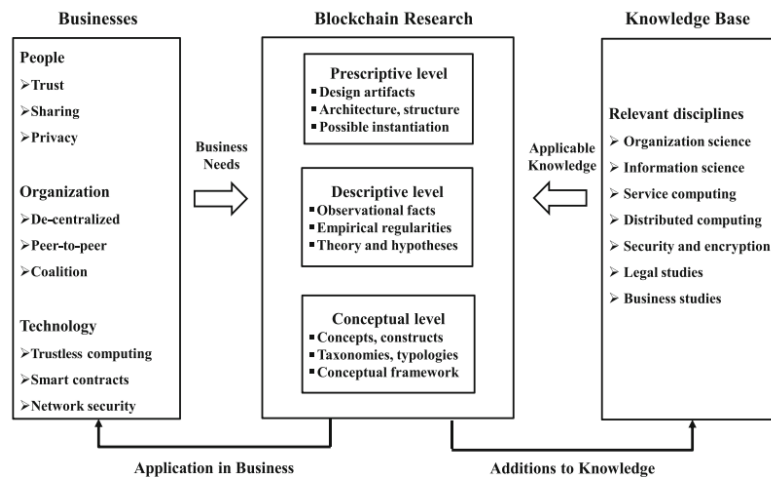 Businesses
People
➢Trust
➢Sharing
➢Privacy
Organization
➢De-centralized
➢Peer-to-peer
➢Coalition
Technology
➢Trustless computing
➢Smart contracts
➢Network security
Business
Needs
Blockchain Research
Prescriptive level
▪ Design artifacts
▪ Architecture, structure
▪ Possible instantiation
Descriptive level
▪ Observational facts
▪ Empirical regularities
▪ Theory and hypotheses
Conceptual level
▪ Concepts, constructs
▪ Taxonomies, typologies
▪ Conceptual framework
Applicable
Knowledge
Knowledge Base
Relevant disciplines
➢ Organization science
➢ Information science
➢ Service computing
➢ Distributed computing
➢ Security and encryption
➢ Legal studies
➢ Business studies
Application in Business
Additions to Knowledge